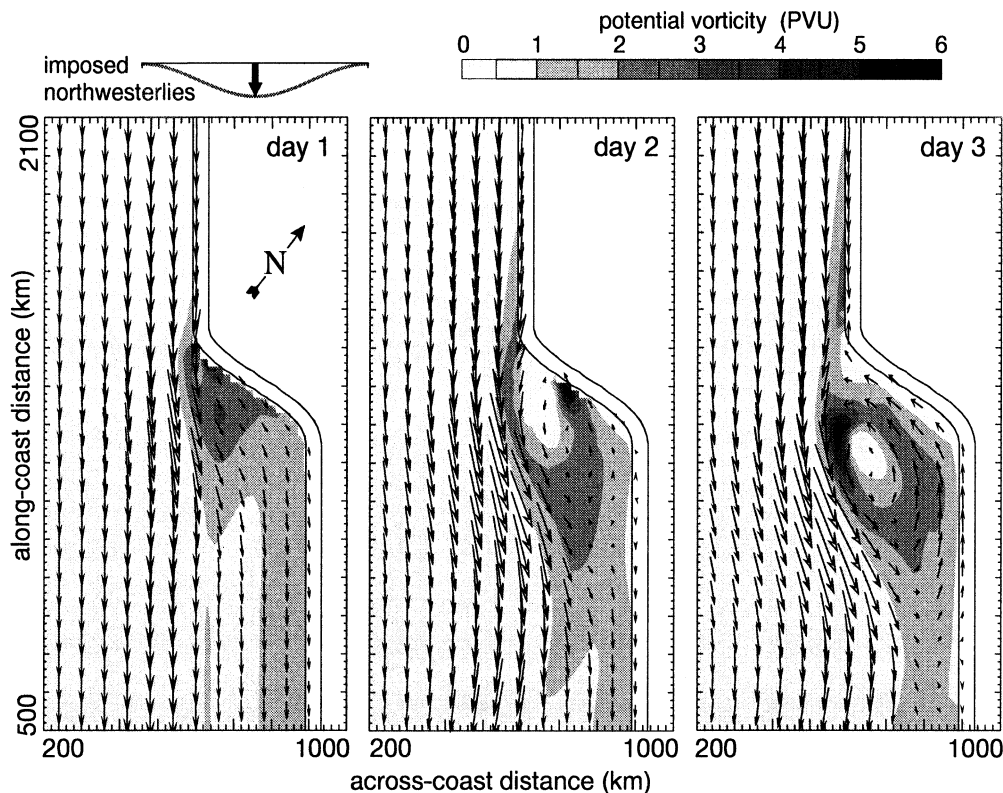 potential vorticity (PVU)
0 1 2 3 4 5 6
imposed
northwesterlies
day 1
day 2
day 3
N
2100
along-coast distance (km)
500
200 1000 200 1000 200 1000
across-coast distance (km)